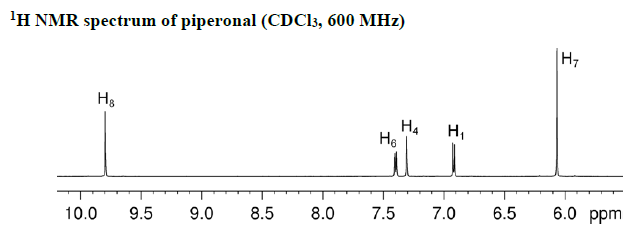 ¹H NMR spectrum of piperonal (CDCl₃, 600 MHz)
H₇
H₈
H₆ H₄ H₁
10.0 9.5 9.0 8.5 8.0 7.5 7.0 6.5 6.0 ppm